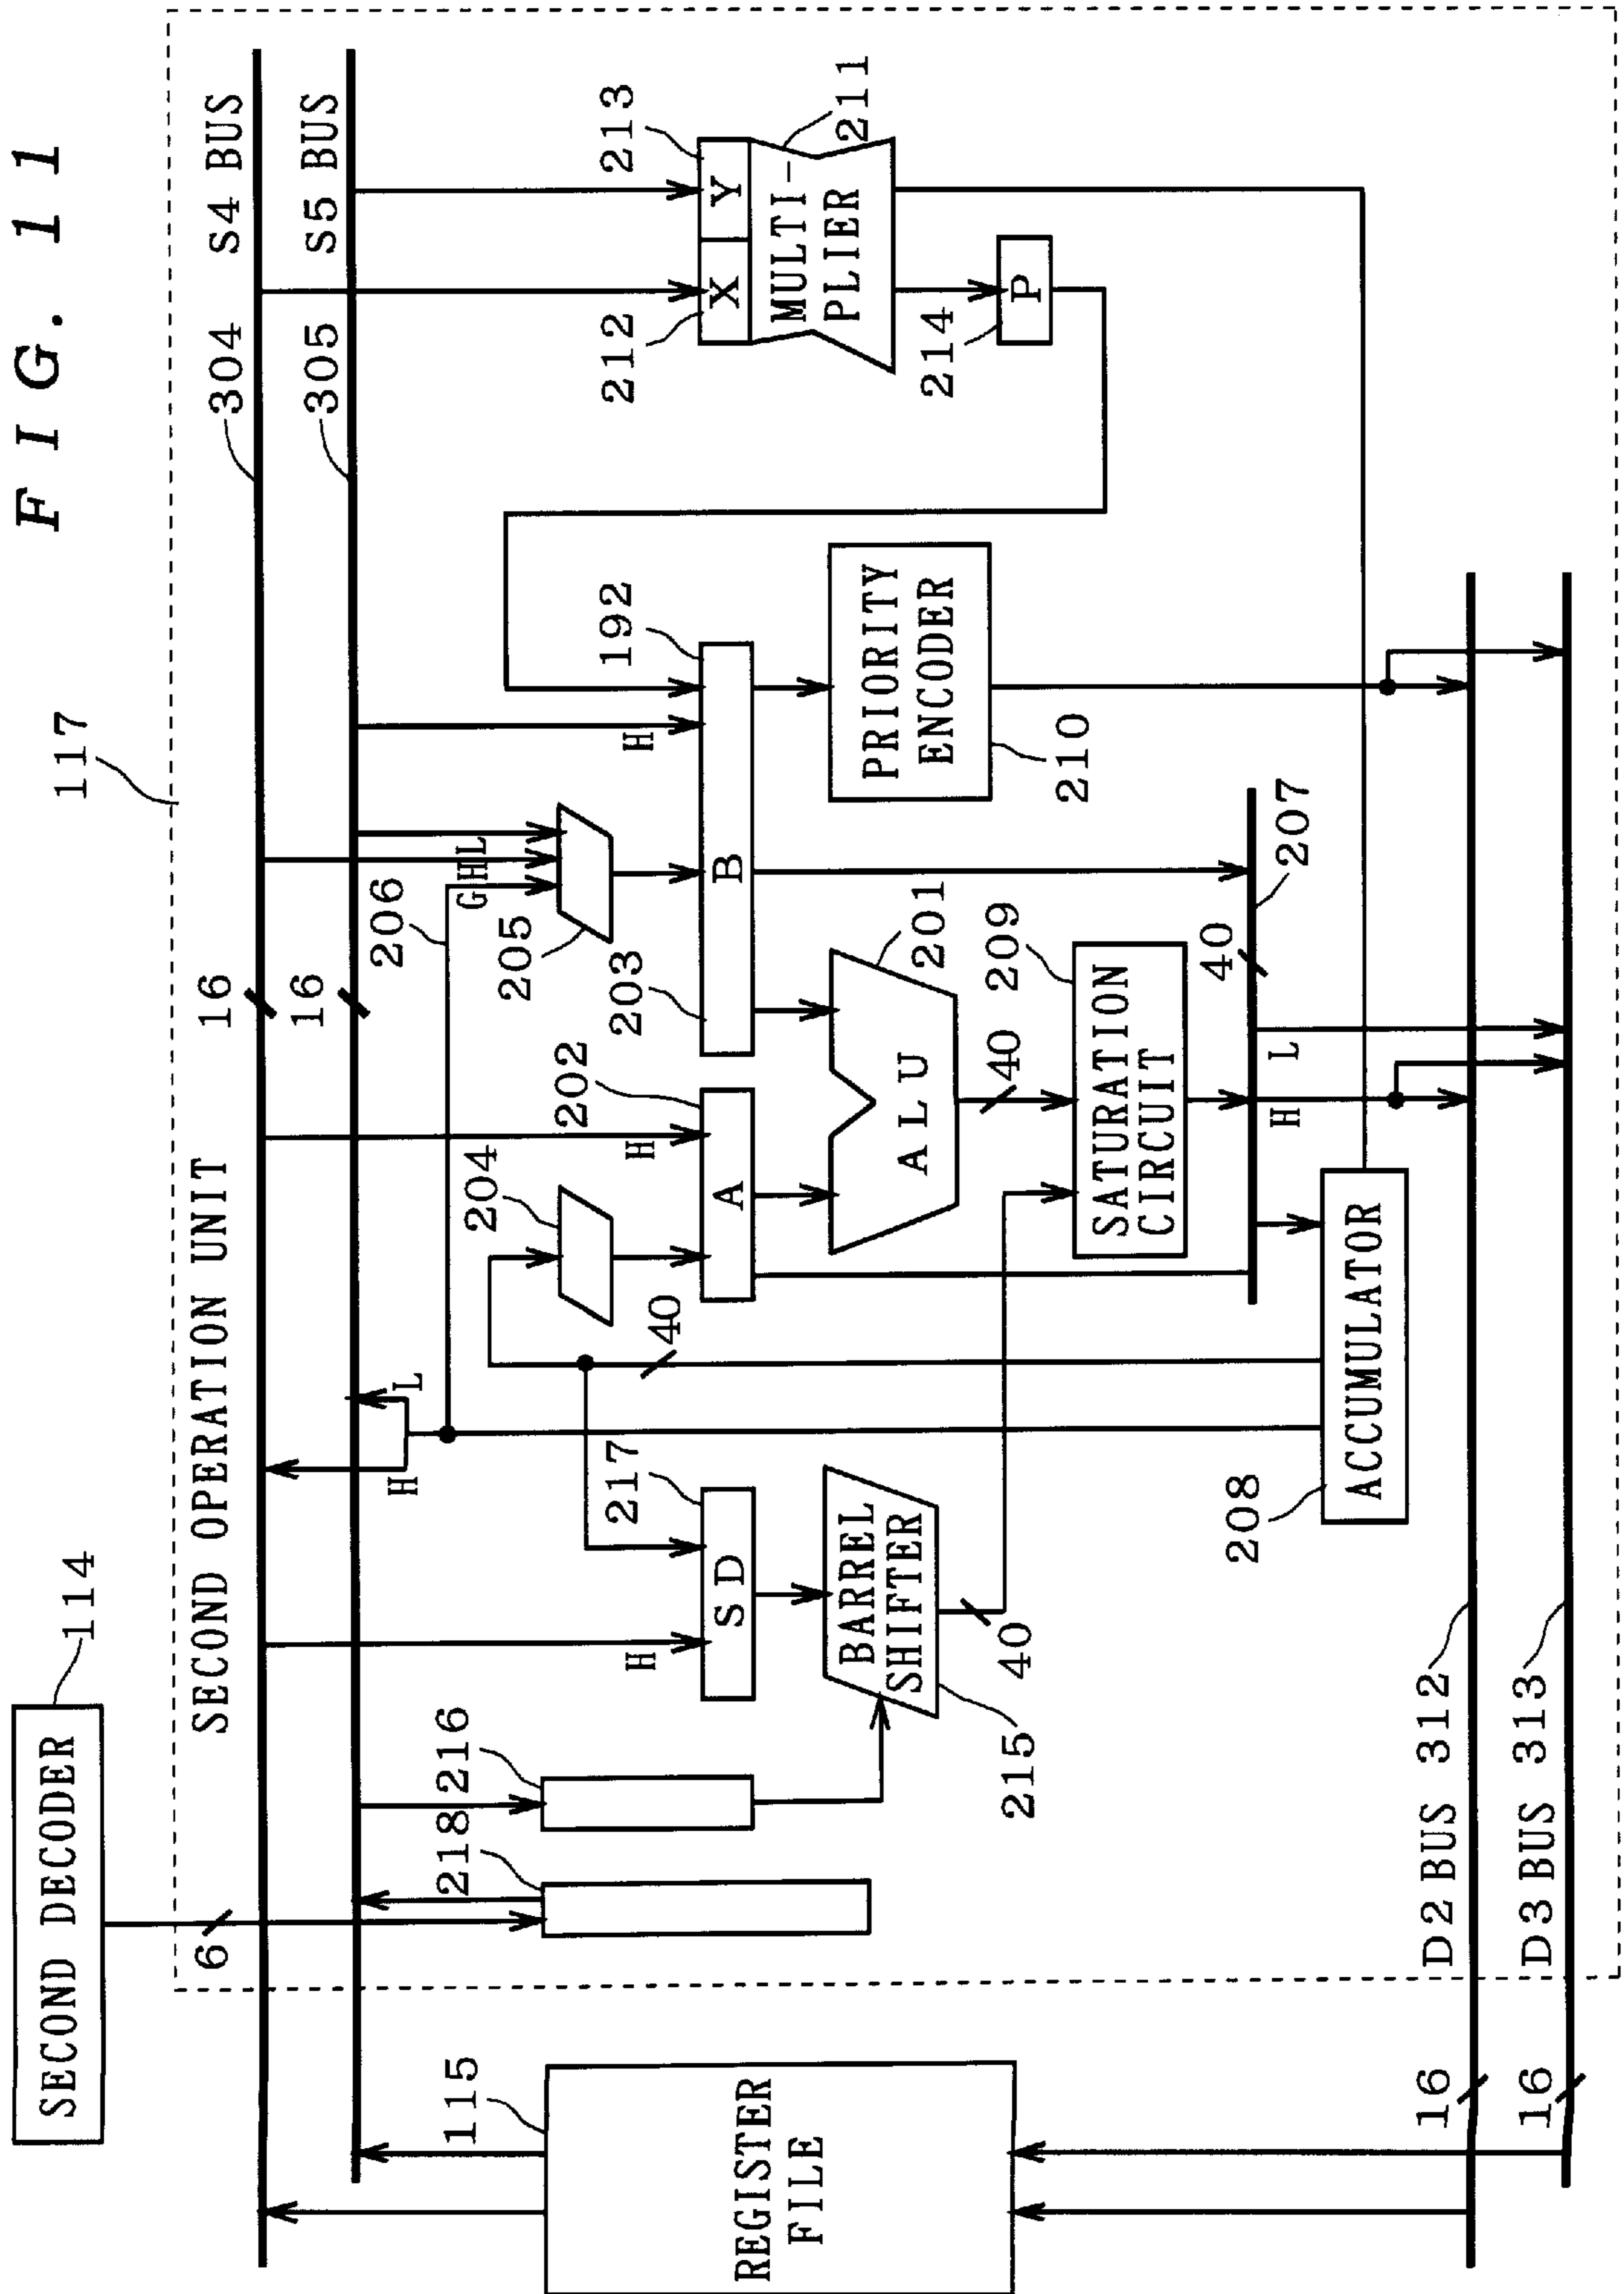 FIG. 11
SECOND DECODER
114
117
SECOND OPERATION UNIT
6
16
304
S4 BUS
16
305
S5 BUS
H
L
206
G
H
L
204
205
H
H
H
115
REGISTER
FILE
218
216
217
SD
202
A
203
B
192
212
X
Y
213
40
BARREL
SHIFTER
215
40
ALU
201
40
PRIORITY
ENCODER
210
MULTI-
PLIER
211
214
P
SATURATION
CIRCUIT
209
40
207
H
L
208
ACCUMULATOR
16
D2 BUS 312
16
D3 BUS 313